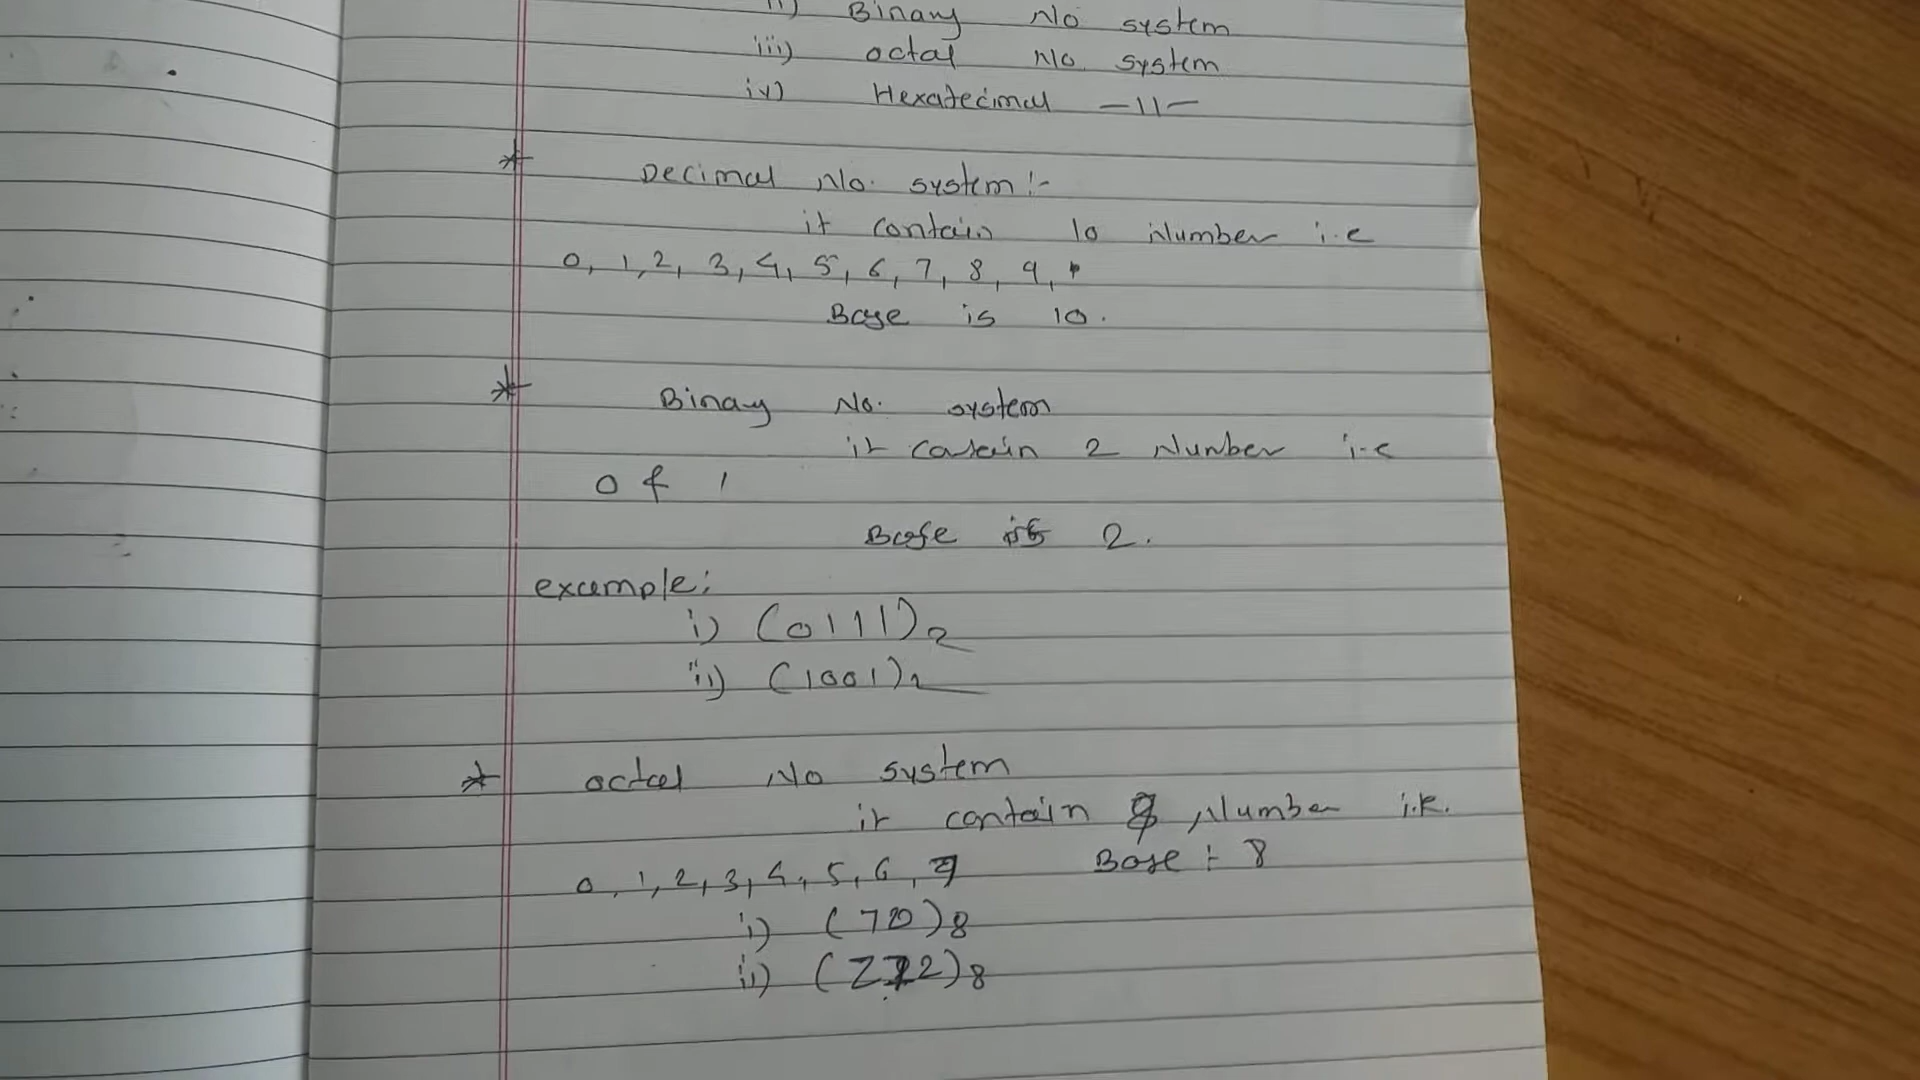 ii) Binary No system
iii) octal No. system
iv) Hexatecimal —11—
* Decimal No. system :-
it contain 10 Number i.e
0, 1, 2, 3, 4, 5, 6, 7, 8, 9,
Base is 10.
* Binary No. system
it contain 2 Number i.e
0 & 1
Base is 2.
example:
i) (0111)2
ii) (1001)2
* octal No system
it contain 8 Number i.e.
0, 1, 2, 3, 4, 5, 6, 7 Base : 8
i) (720)8
ii) (272)8